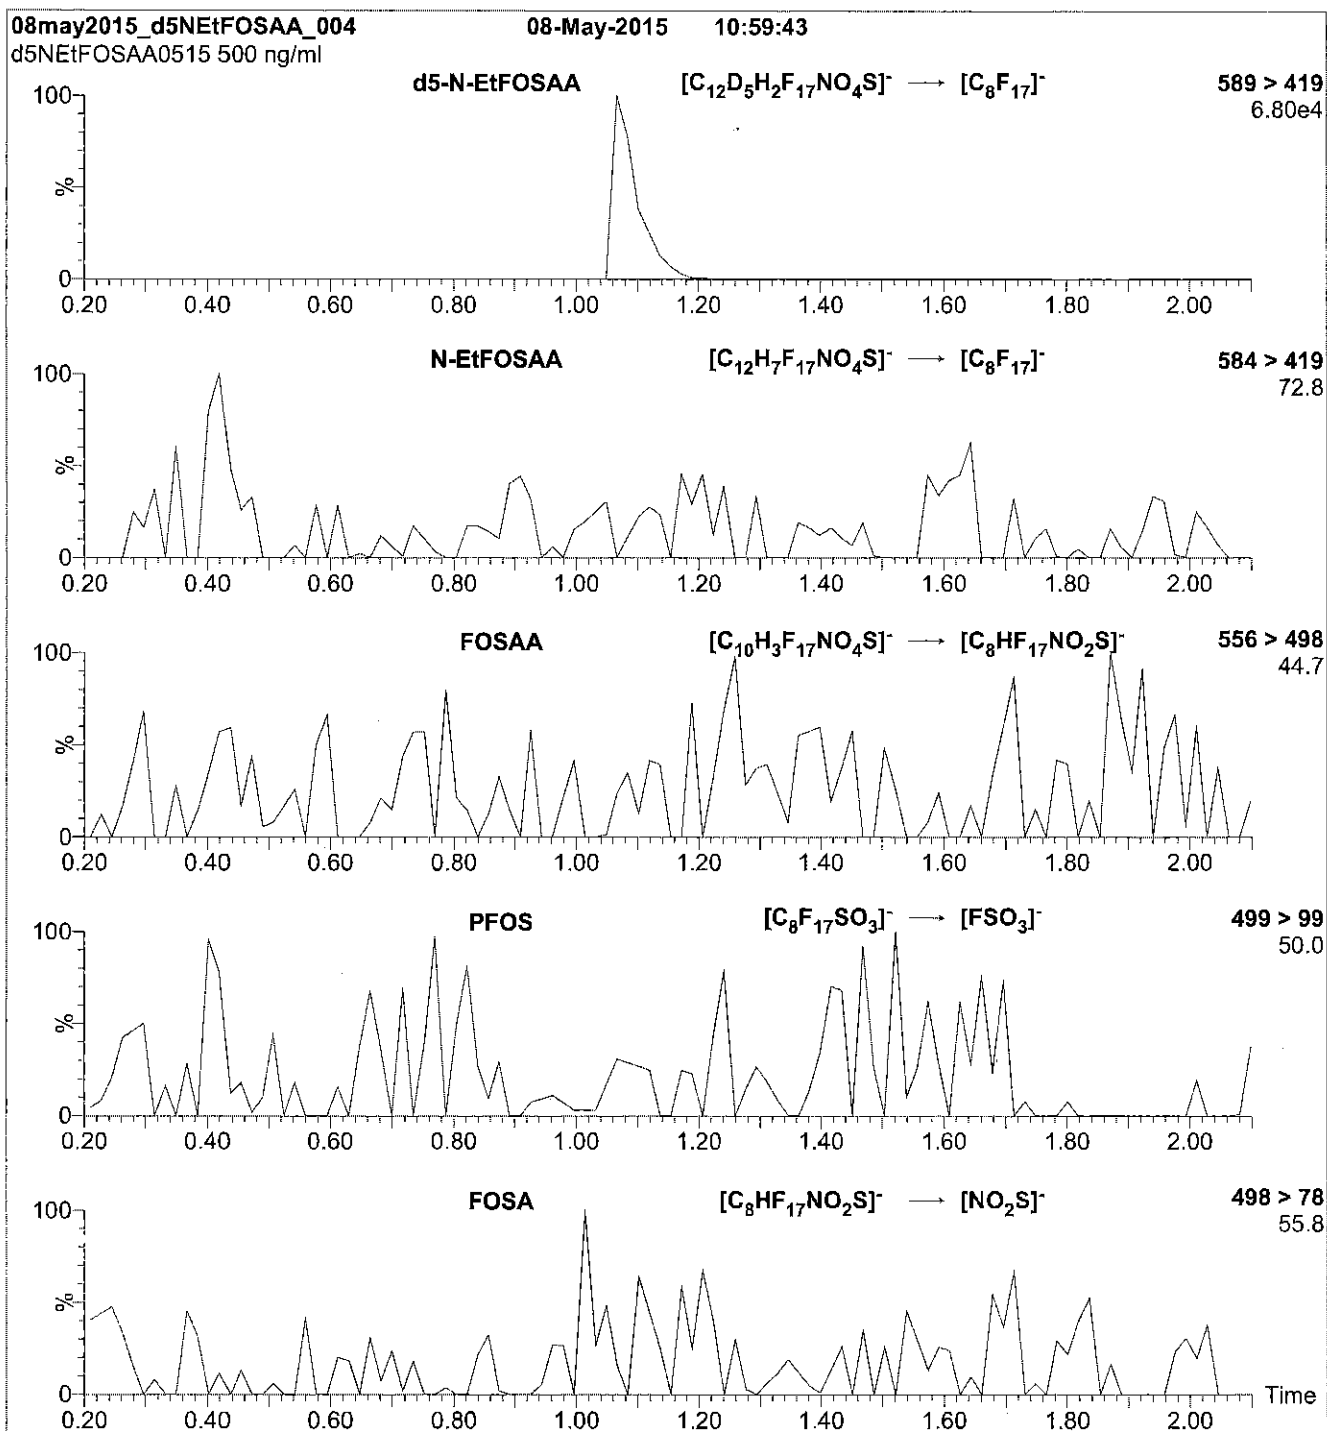 08may2015_d5NEtFOSAA_004 08-May-2015 10:59:43
d5NEtFOSAA0515 500 ng/ml
d5-N-EtFOSAA [C12D5H2F17NO4S]- → [C8F17]- 589 > 419
6.80e4
100
%
0
0.20 0.40 0.60 0.80 1.00 1.20 1.40 1.60 1.80 2.00
N-EtFOSAA [C12H7F17NO4S]- → [C8F17]- 584 > 419
72.8
100
%
0
0.20 0.40 0.60 0.80 1.00 1.20 1.40 1.60 1.80 2.00
FOSAA [C10H3F17NO4S]- → [C8HF17NO2S]- 556 > 498
44.7
100
%
0
0.20 0.40 0.60 0.80 1.00 1.20 1.40 1.60 1.80 2.00
PFOS [C8F17SO3]- → [FSO3]- 499 > 99
50.0
100
%
0
0.20 0.40 0.60 0.80 1.00 1.20 1.40 1.60 1.80 2.00
FOSA [C8HF17NO2S]- → [NO2S]- 498 > 78
55.8
100
%
0
Time
0.20 0.40 0.60 0.80 1.00 1.20 1.40 1.60 1.80 2.00